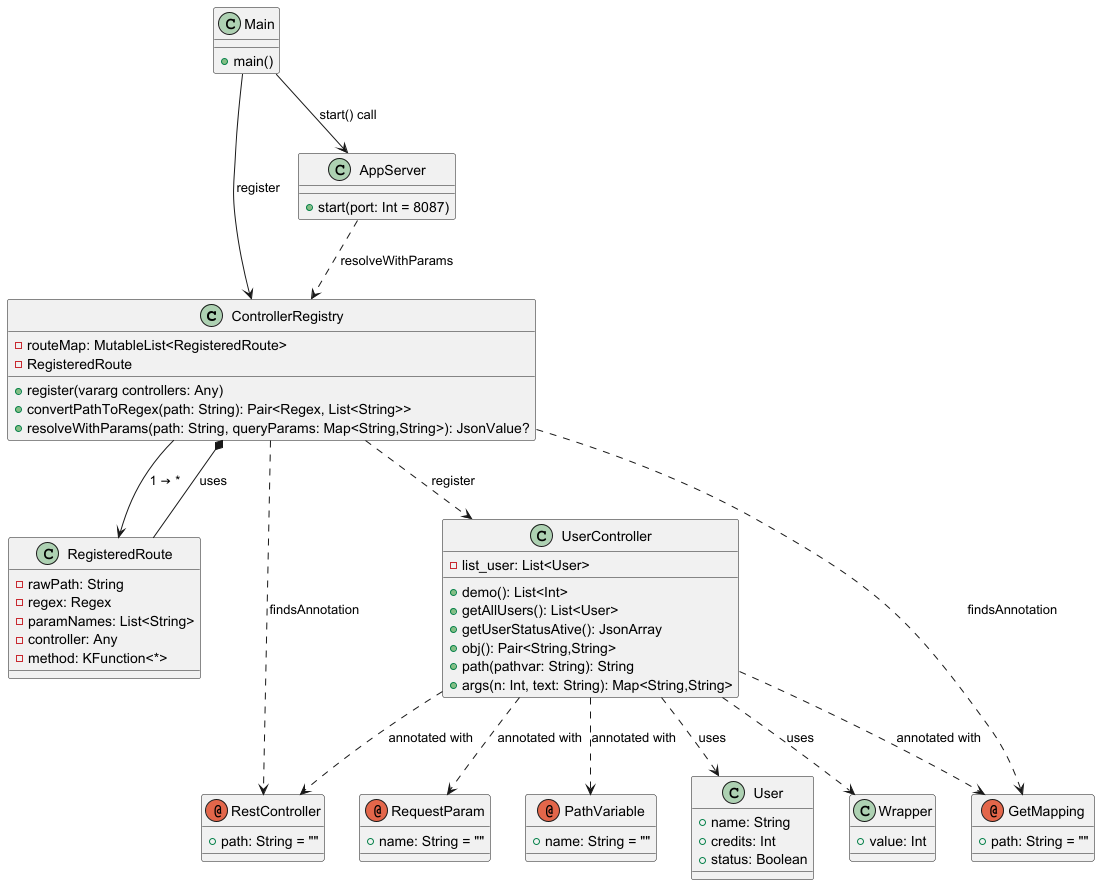 C Main
main()
start() call
register
C AppServer
start(port: Int = 8087)
resolveWithParams
C ControllerRegistry
routeMap: MutableList<RegisteredRoute>
RegisteredRoute
register(vararg controllers: Any)
convertPathToRegex(path: String): Pair<Regex, List<String>>
resolveWithParams(path: String, queryParams: Map<String,String>): JsonValue?
1 → *
uses
register
findsAnnotation
findsAnnotation
C RegisteredRoute
rawPath: String
regex: Regex
paramNames: List<String>
controller: Any
method: KFunction<*>
C UserController
list_user: List<User>
demo(): List<Int>
getAllUsers(): List<User>
getUserStatusAtive(): JsonArray
obj(): Pair<String,String>
path(pathvar: String): String
args(n: Int, text: String): Map<String,String>
annotated with
annotated with
annotated with
uses
uses
annotated with
@ RestController
path: String = ""
@ RequestParam
name: String = ""
@ PathVariable
name: String = ""
C User
name: String
credits: Int
status: Boolean
C Wrapper
value: Int
@ GetMapping
path: String = ""